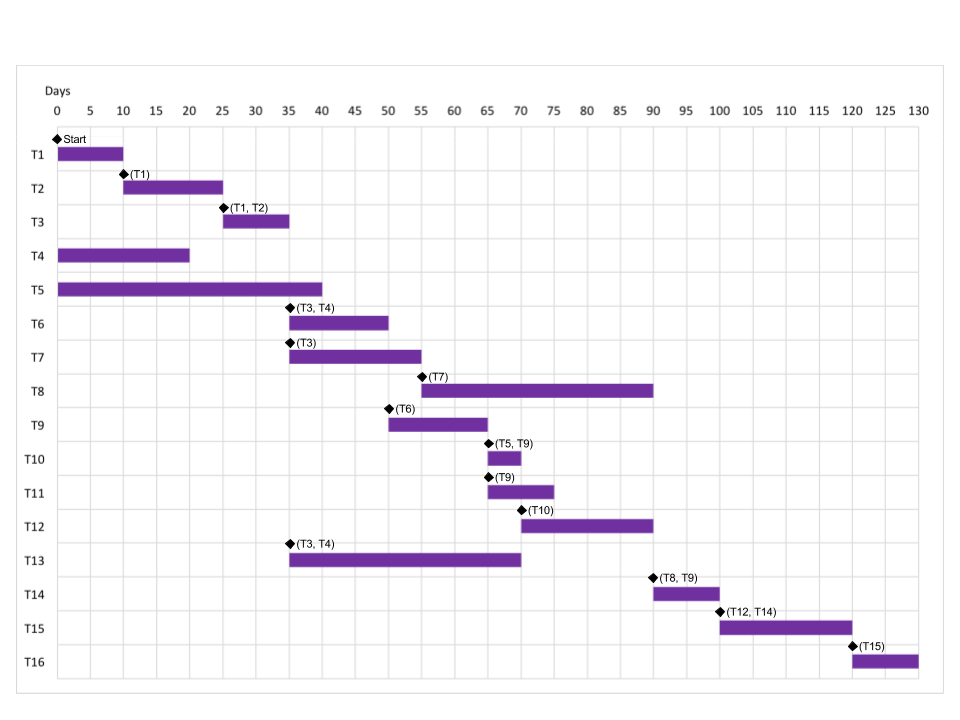 Days
0 5 10 15 20 25 30 35 40 45 50 55 60 65 70 75 80 85 90 95 100 105 110 115 120 125 130
Start
T1
(T1)
T2
(T1, T2)
T3
T4
T5
(T3, T4)
T6
(T3)
T7
(T7)
T8
(T6)
T9
(T5, T9)
T10
(T9)
T11
(T10)
T12
(T3, T4)
T13
(T8, T9)
T14
(T12, T14)
T15
(T15)
T16